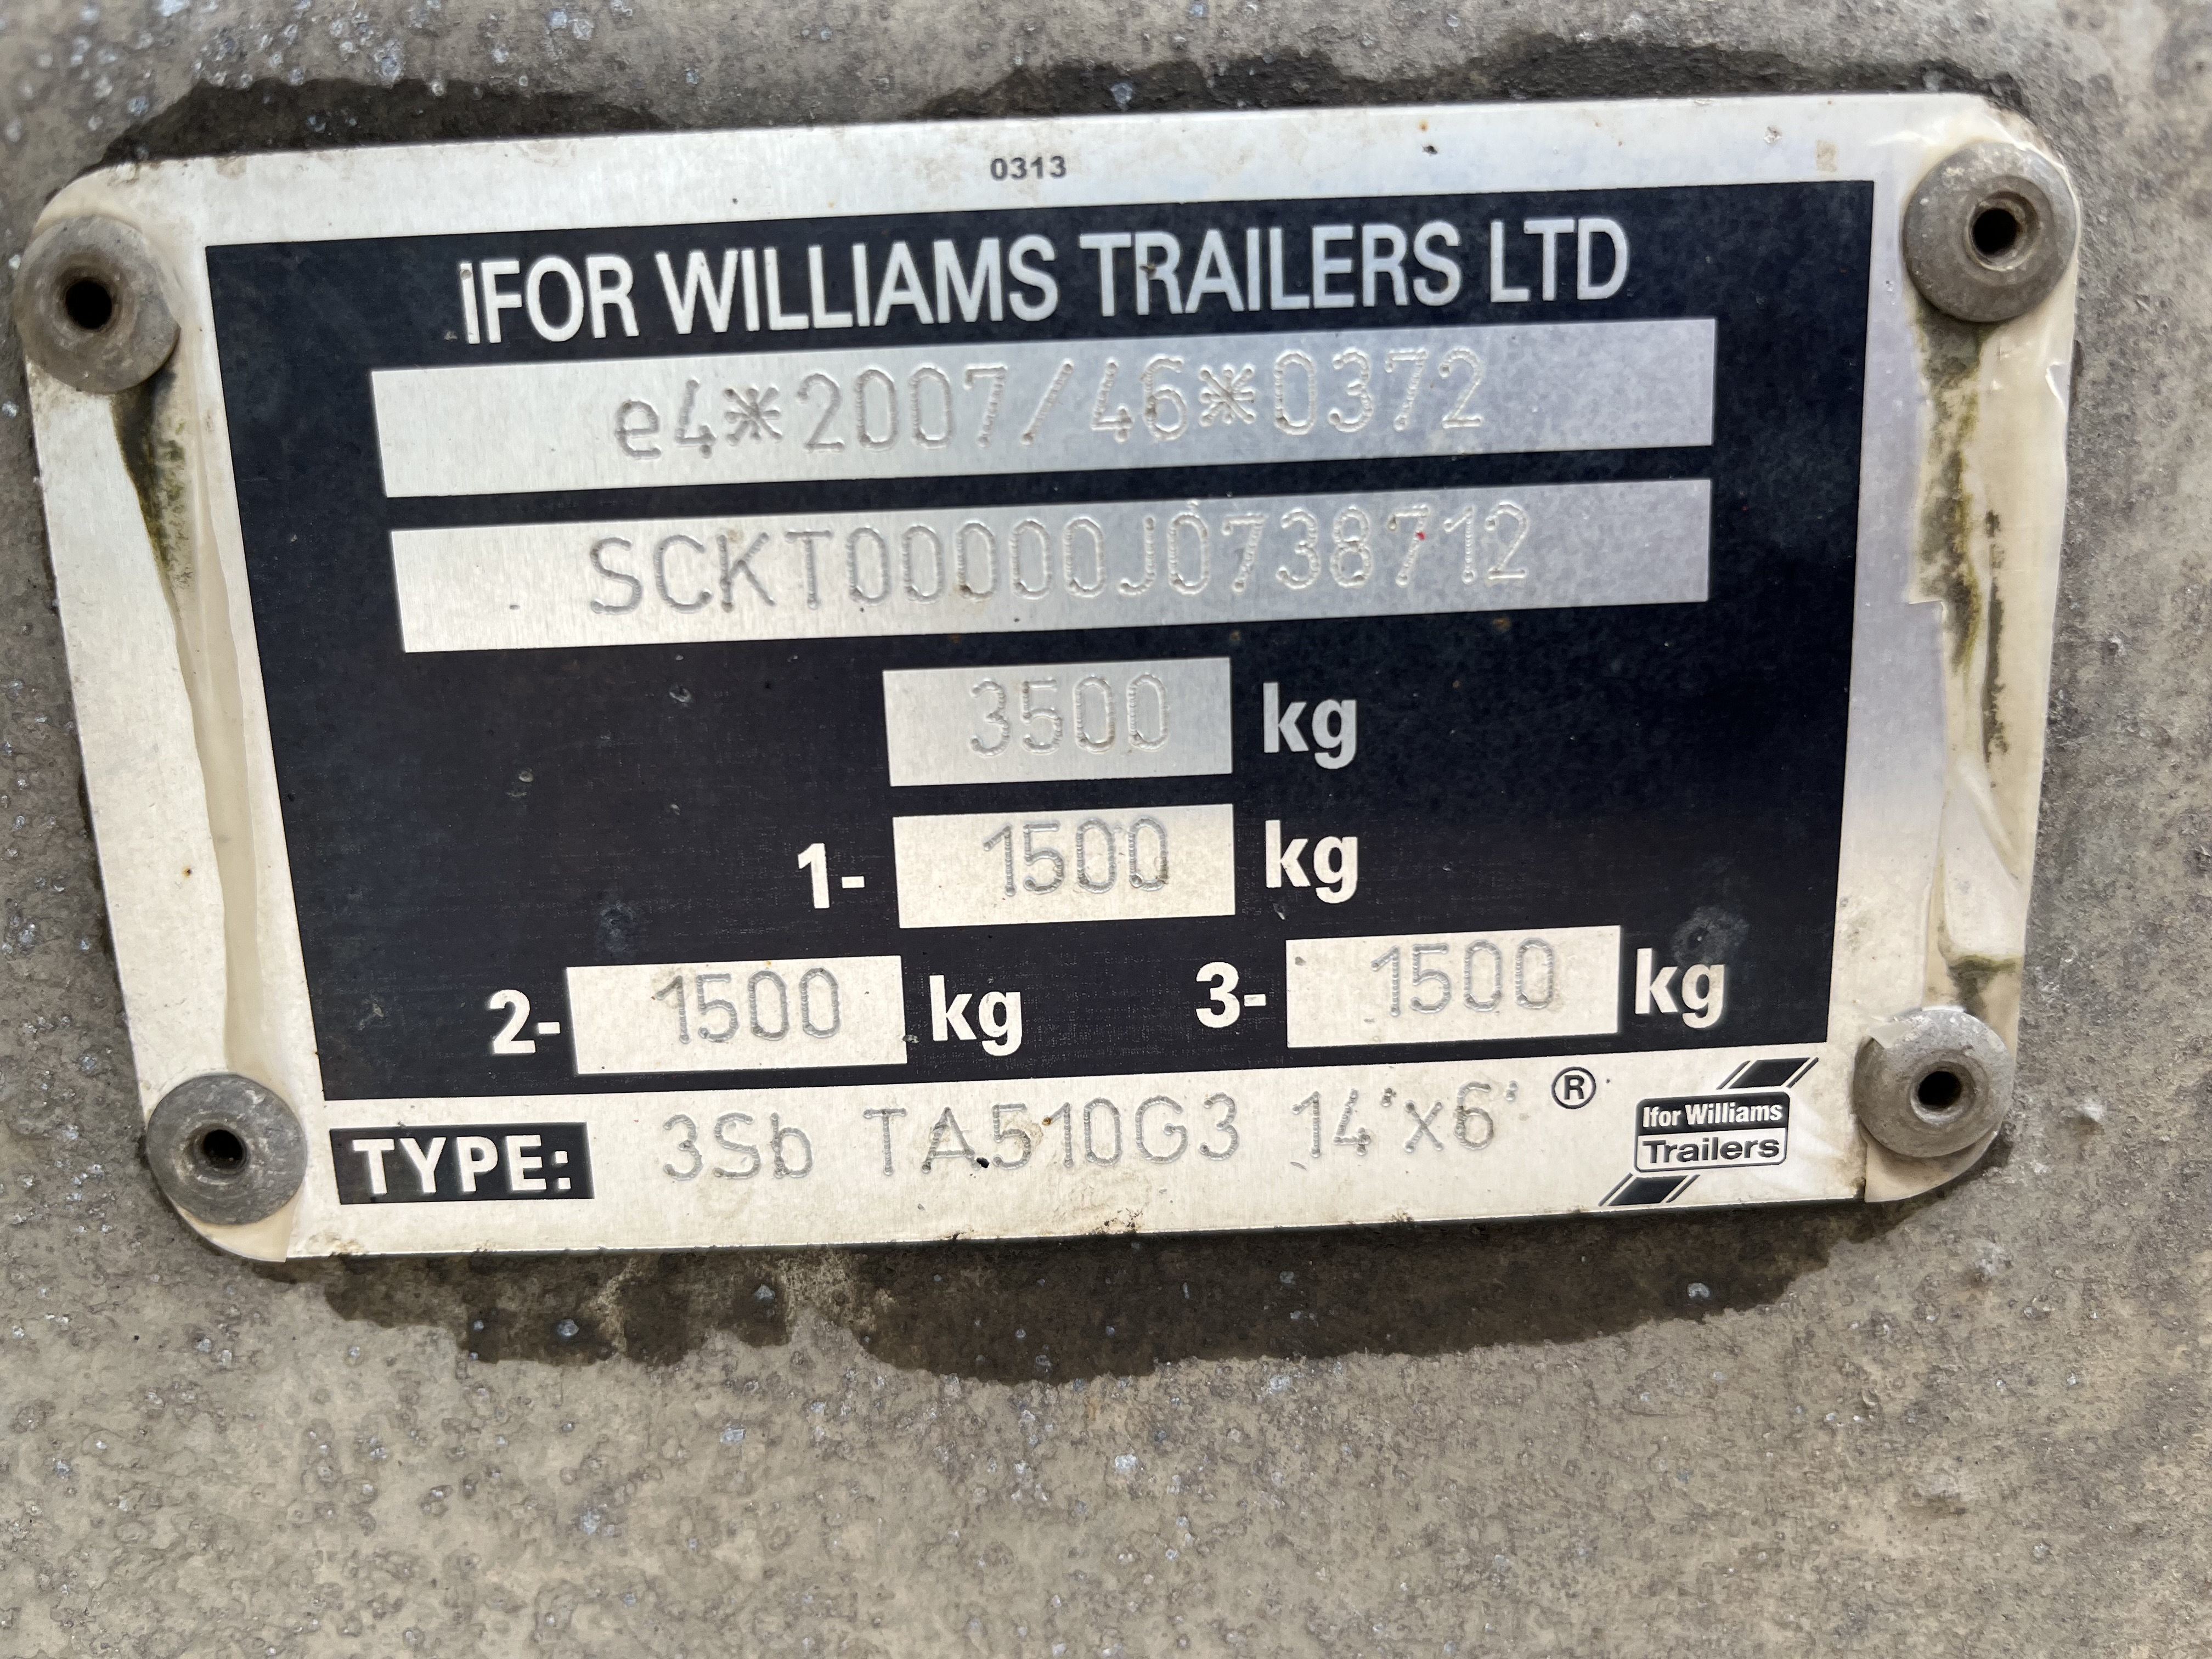 0313
IFOR WILLIAMS TRAILERS LTD
e4*2007/46*0372
SCKT00000J0738712
3500 kg
1- 1500 kg
2- 1500 kg 3- 1500 kg
TYPE: 3Sb TA510G3 14'x6' ®
Ifor Williams
Trailers